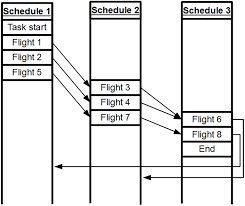 Schedule 1
Task start
Flight 1
Flight 2
Flight 5
Schedule 2
Flight 3
Flight 4
Flight 7
Schedule 3
Flight 6
Flight 8
End